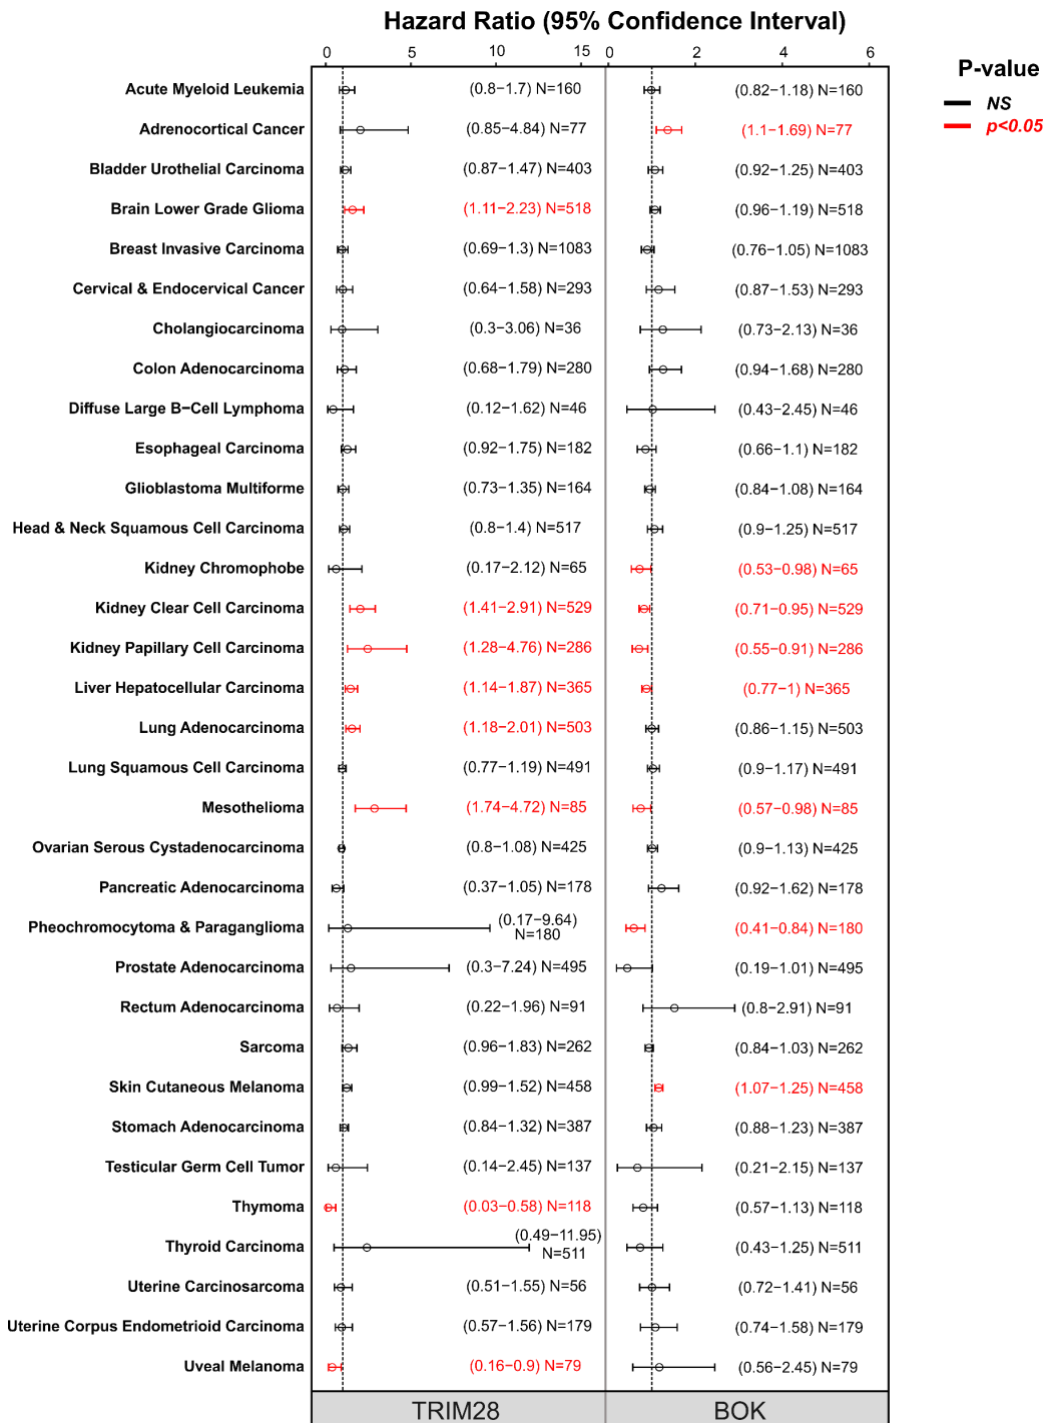 Hazard Ratio (95% Confidence Interval)
0 5 10 15 0 2 4 6
P-value
NS
p<0.05
Acute Myeloid Leukemia (0.8−1.7) N=160 (0.82−1.18) N=160
Adrenocortical Cancer (0.85−4.84) N=77 (1.1−1.69) N=77
Bladder Urothelial Carcinoma (0.87−1.47) N=403 (0.92−1.25) N=403
Brain Lower Grade Glioma (1.11−2.23) N=518 (0.96−1.19) N=518
Breast Invasive Carcinoma (0.69−1.3) N=1083 (0.76−1.05) N=1083
Cervical & Endocervical Cancer (0.64−1.58) N=293 (0.87−1.53) N=293
Cholangiocarcinoma (0.3−3.06) N=36 (0.73−2.13) N=36
Colon Adenocarcinoma (0.68−1.79) N=280 (0.94−1.68) N=280
Diffuse Large B−Cell Lymphoma (0.12−1.62) N=46 (0.43−2.45) N=46
Esophageal Carcinoma (0.92−1.75) N=182 (0.66−1.1) N=182
Glioblastoma Multiforme (0.73−1.35) N=164 (0.84−1.08) N=164
Head & Neck Squamous Cell Carcinoma (0.8−1.4) N=517 (0.9−1.25) N=517
Kidney Chromophobe (0.17−2.12) N=65 (0.53−0.98) N=65
Kidney Clear Cell Carcinoma (1.41−2.91) N=529 (0.71−0.95) N=529
Kidney Papillary Cell Carcinoma (1.28−4.76) N=286 (0.55−0.91) N=286
Liver Hepatocellular Carcinoma (1.14−1.87) N=365 (0.77−1) N=365
Lung Adenocarcinoma (1.18−2.01) N=503 (0.86−1.15) N=503
Lung Squamous Cell Carcinoma (0.77−1.19) N=491 (0.9−1.17) N=491
Mesothelioma (1.74−4.72) N=85 (0.57−0.98) N=85
Ovarian Serous Cystadenocarcinoma (0.8−1.08) N=425 (0.9−1.13) N=425
Pancreatic Adenocarcinoma (0.37−1.05) N=178 (0.92−1.62) N=178
Pheochromocytoma & Paraganglioma (0.17−9.64) N=180 (0.41−0.84) N=180
Prostate Adenocarcinoma (0.3−7.24) N=495 (0.19−1.01) N=495
Rectum Adenocarcinoma (0.22−1.96) N=91 (0.8−2.91) N=91
Sarcoma (0.96−1.83) N=262 (0.84−1.03) N=262
Skin Cutaneous Melanoma (0.99−1.52) N=458 (1.07−1.25) N=458
Stomach Adenocarcinoma (0.84−1.32) N=387 (0.88−1.23) N=387
Testicular Germ Cell Tumor (0.14−2.45) N=137 (0.21−2.15) N=137
Thymoma (0.03−0.58) N=118 (0.57−1.13) N=118
Thyroid Carcinoma (0.49−11.95) N=511 (0.43−1.25) N=511
Uterine Carcinosarcoma (0.51−1.55) N=56 (0.72−1.41) N=56
Uterine Corpus Endometrioid Carcinoma (0.57−1.56) N=179 (0.74−1.58) N=179
Uveal Melanoma (0.16−0.9) N=79 (0.56−2.45) N=79
TRIM28 BOK